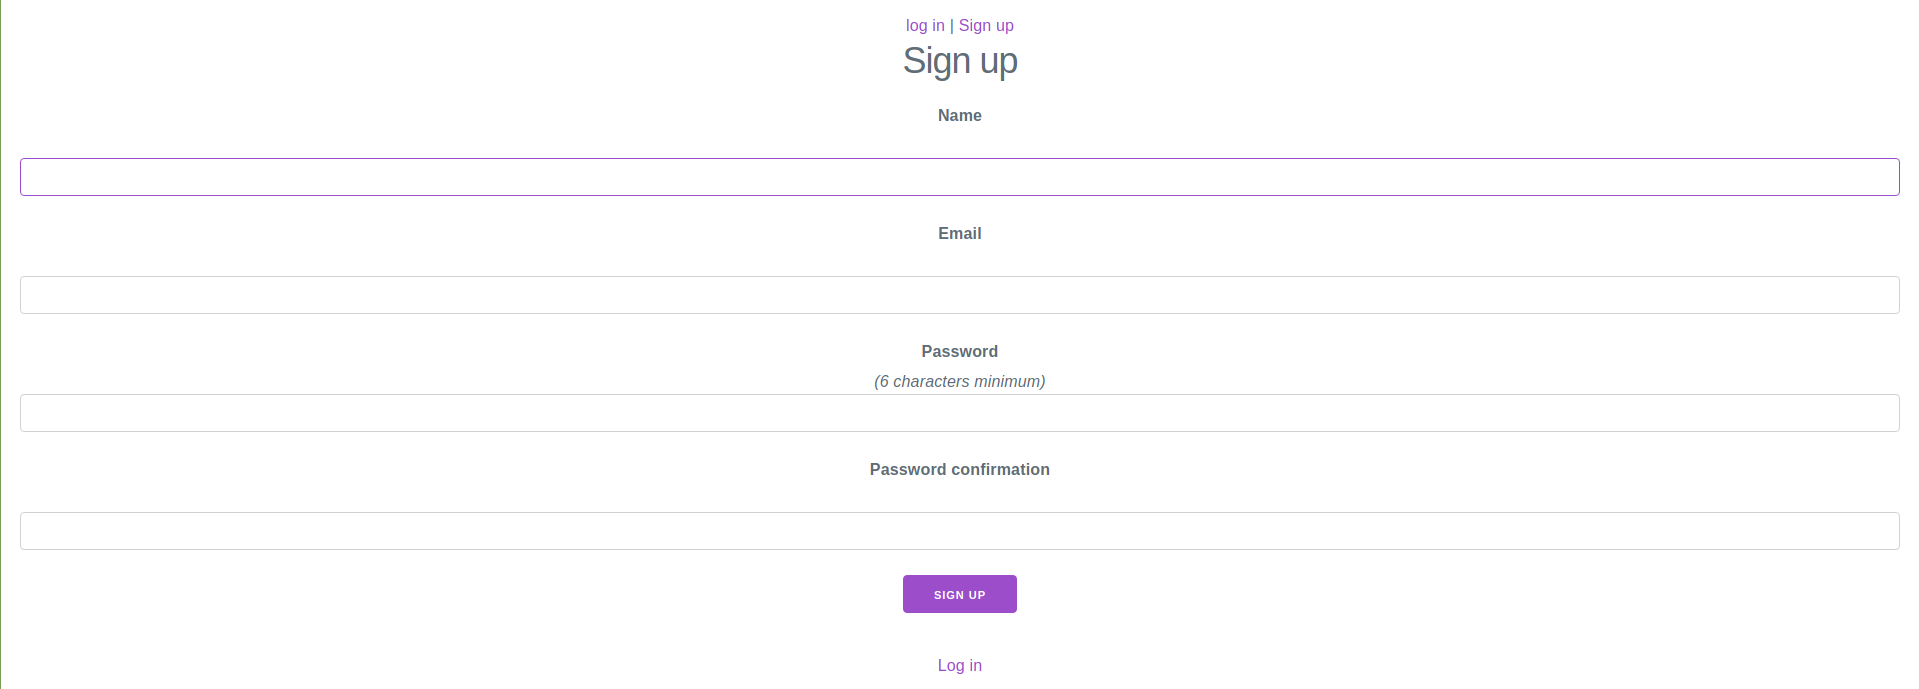 log in | Sign up
Sign up
Name
Email
Password
(6 characters minimum)
Password confirmation
SIGN UP
Log in